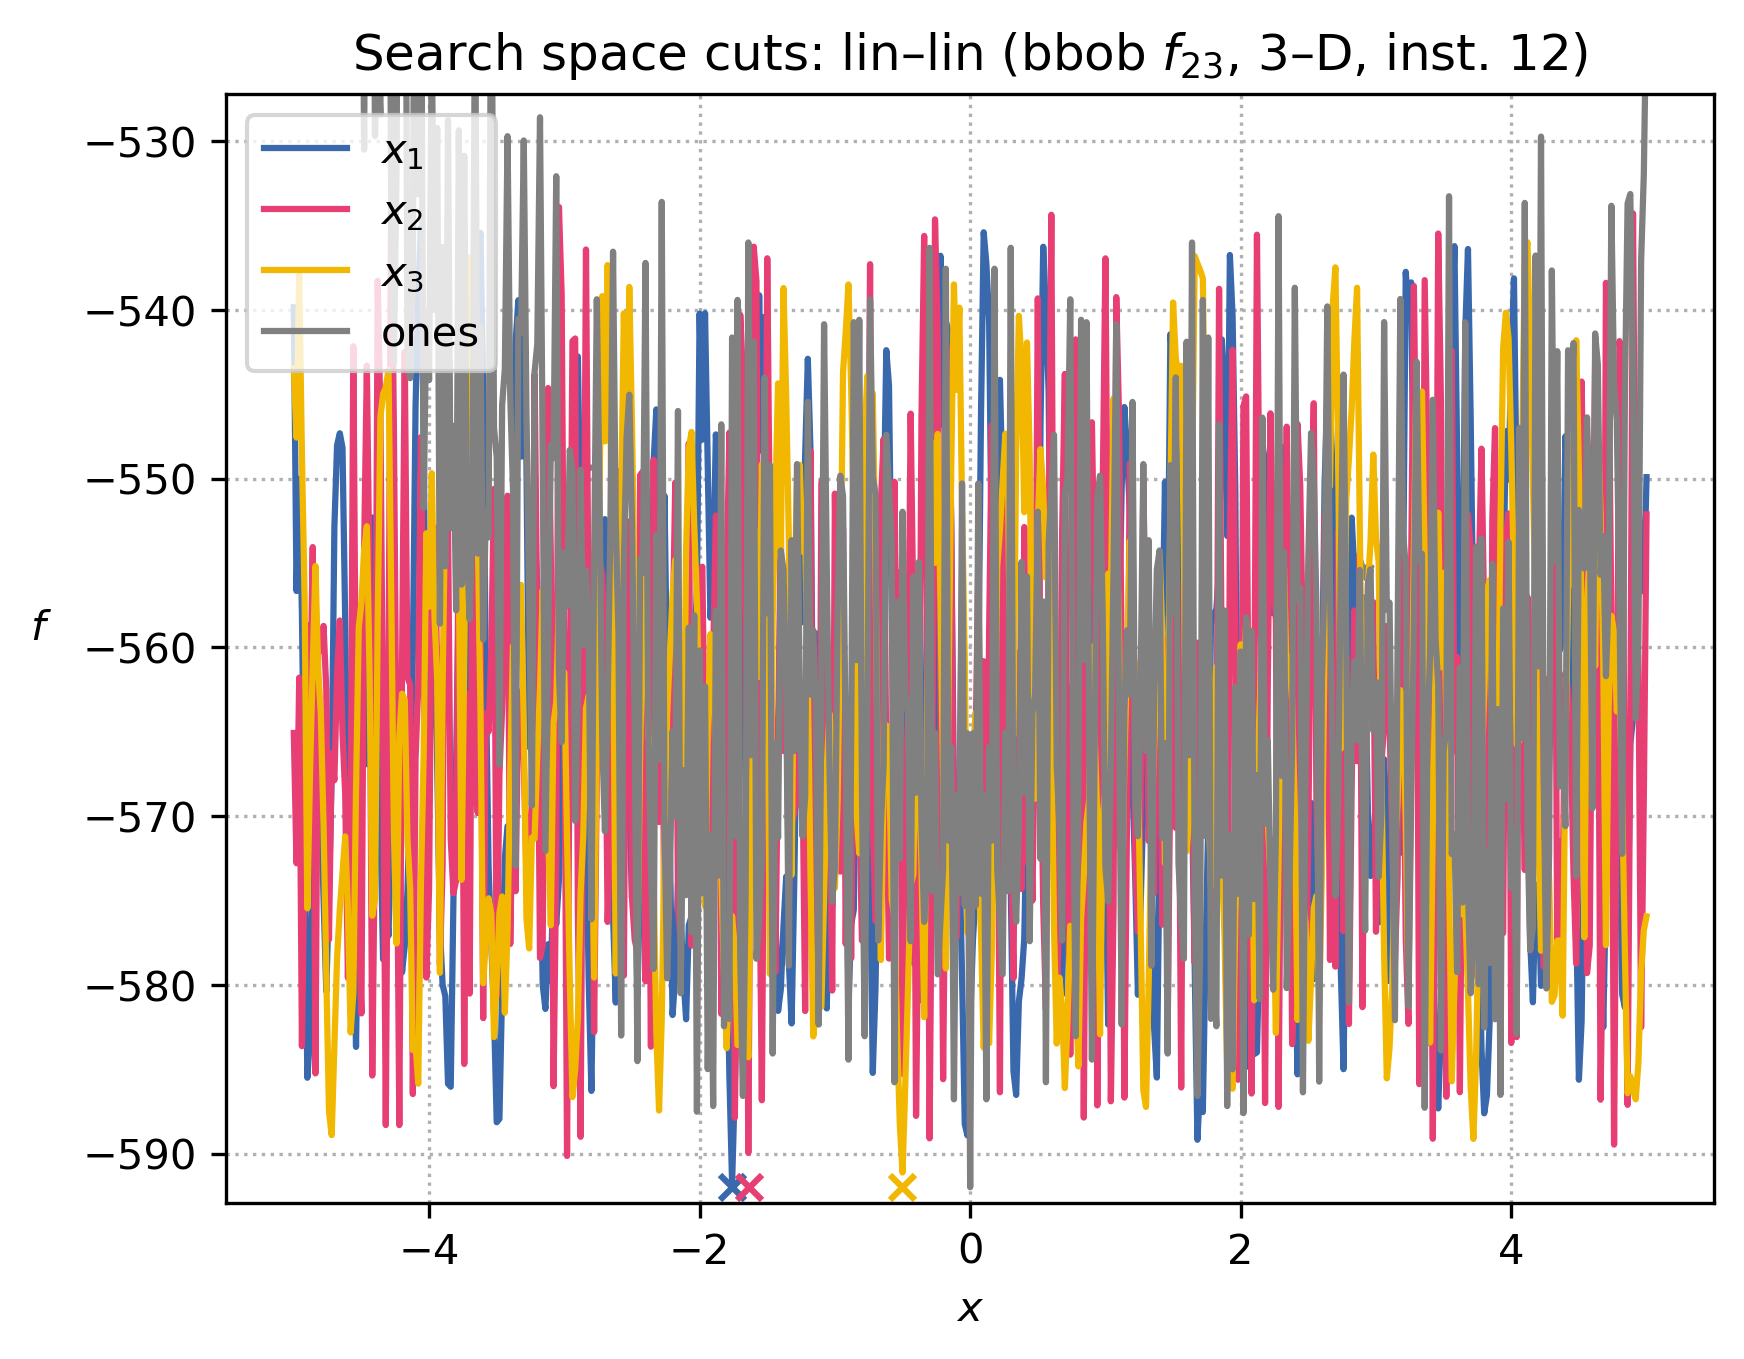 Search space cuts: lin–lin (bbob f₂₃, 3–D, inst. 12)
x₁
x₂
x₃
ones
−530
−540
−550
−560
−570
−580
−590
f
−4
−2
0
2
4
x